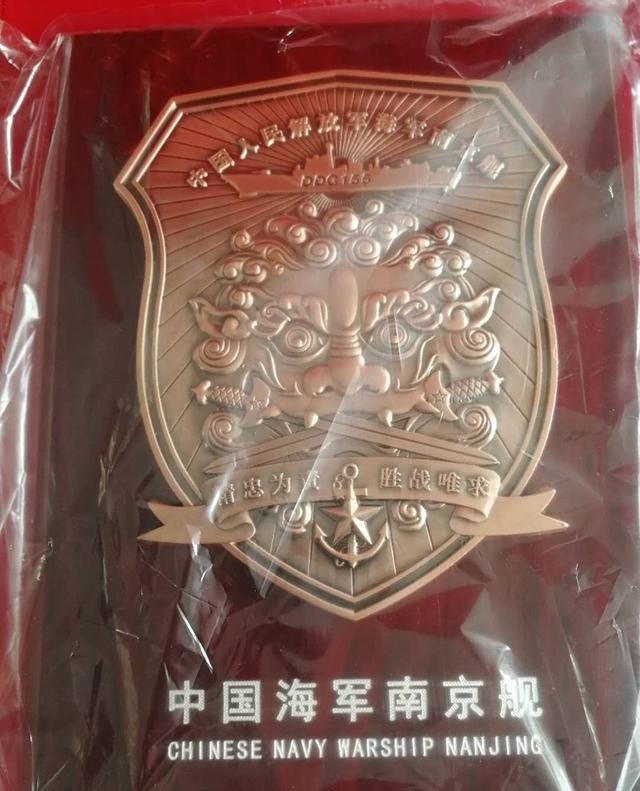 中国人民解放军海军南京舰
DDG155
忠为 胜战唯求
中国海军南京舰
CHINESE NAVY WARSHIP NANJING